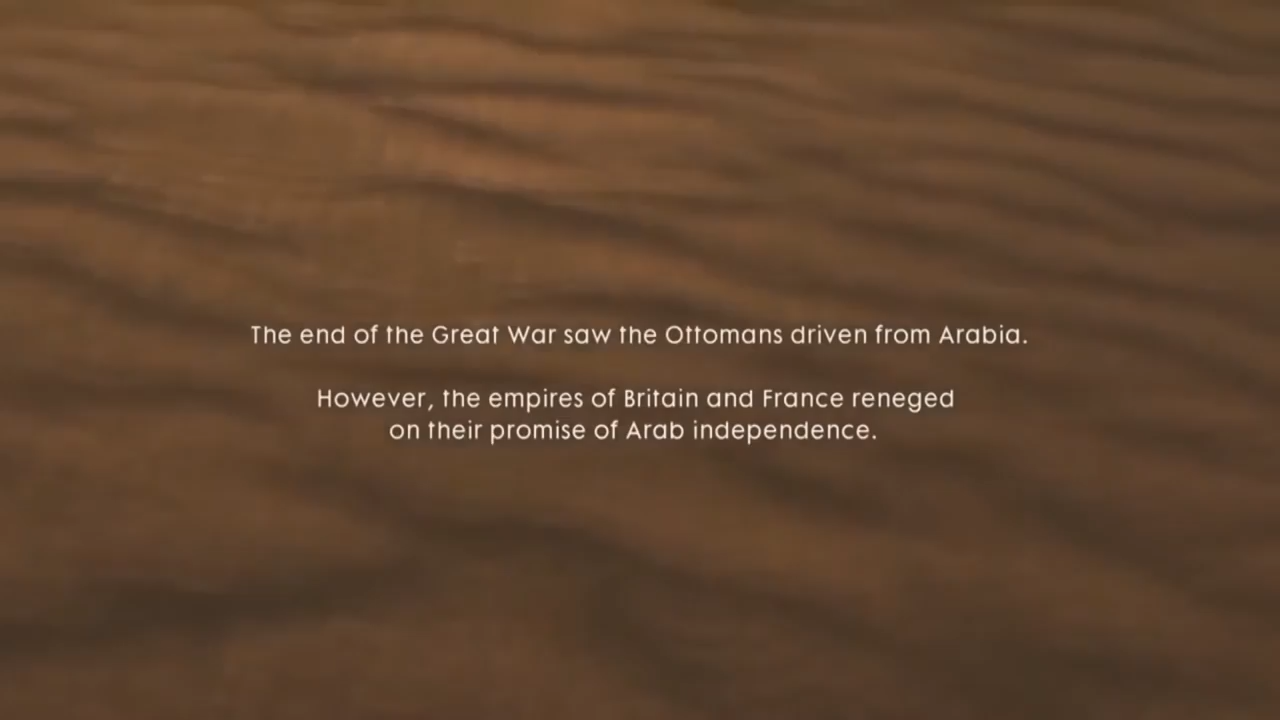 The end of the Great War saw the Ottomans driven from Arabia.
However, the empires of Britain and France reneged
on their promise of Arab independence.